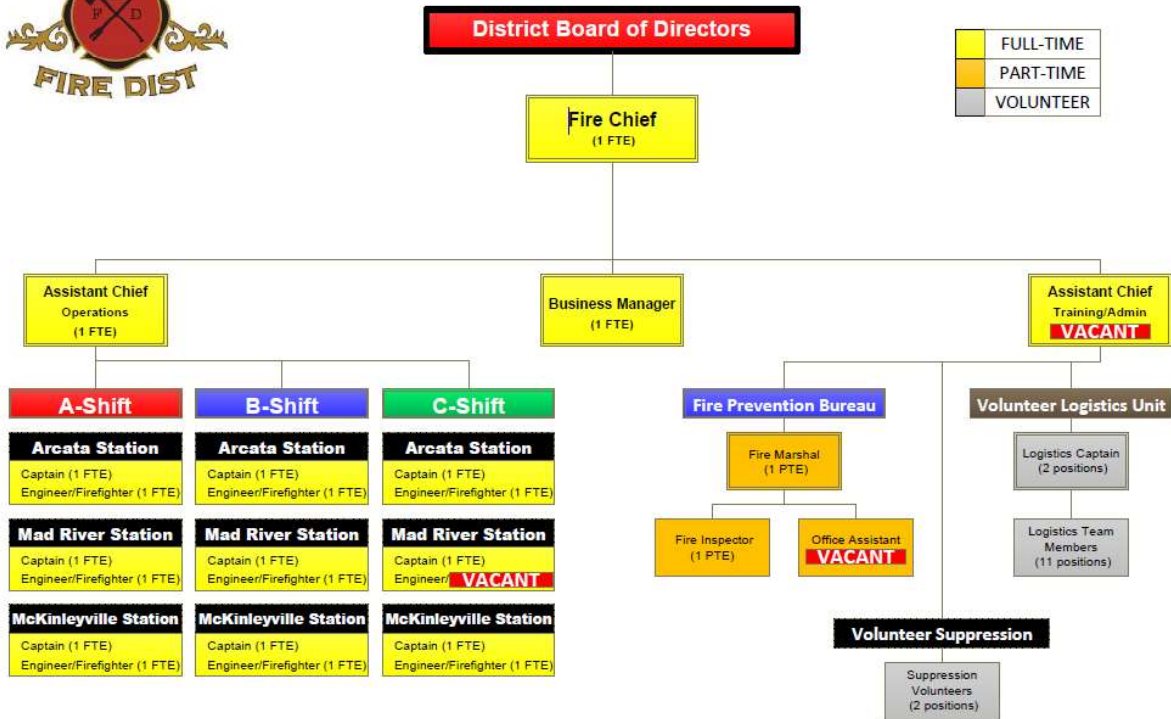 F D
FIRE DIST
District Board of Directors
FULL-TIME
PART-TIME
VOLUNTEER
Fire Chief
(1 FTE)
Assistant Chief
Operations
(1 FTE)
Business Manager
(1 FTE)
Assistant Chief
Training/Admin
VACANT
A-Shift
B-Shift
C-Shift
Fire Prevention Bureau
Volunteer Logistics Unit
Arcata Station
Captain (1 FTE)
Engineer/Firefighter (1 FTE)
Arcata Station
Captain (1 FTE)
Engineer/Firefighter (1 FTE)
Arcata Station
Captain (1 FTE)
Engineer/Firefighter (1 FTE)
Fire Marshal
(1 PTE)
Logistics Captain
(2 positions)
Mad River Station
Captain (1 FTE)
Engineer/Firefighter (1 FTE)
Mad River Station
Captain (1 FTE)
Engineer/Firefighter (1 FTE)
Mad River Station
Captain (1 FTE)
Engineer/ VACANT
Fire Inspector
(1 PTE)
Office Assistant
VACANT
Logistics Team
Members
(11 positions)
McKinleyville Station
Captain (1 FTE)
Engineer/Firefighter (1 FTE)
McKinleyville Station
Captain (1 FTE)
Engineer/Firefighter (1 FTE)
McKinleyville Station
Captain (1 FTE)
Engineer/Firefighter (1 FTE)
Volunteer Suppression
Suppression
Volunteers
(2 positions)